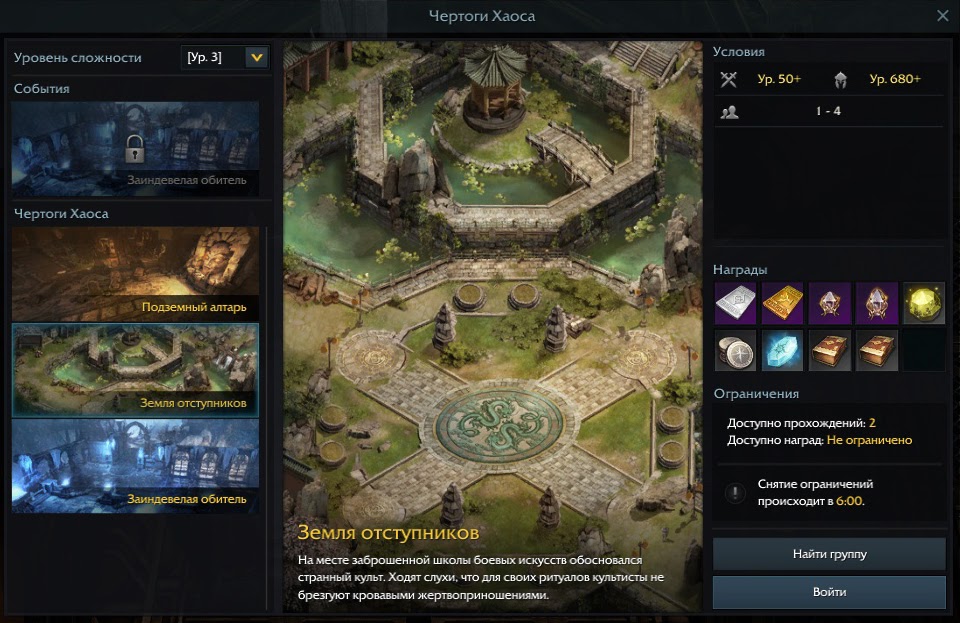 Чертоги Хаоса
Уровень сложности
[Ур. 3]
События
Заиндевелая обитель
Чертоги Хаоса
Подземный алтарь
Земля отступников
Заиндевелая обитель
Земля отступников
На месте заброшенной школы боевых искусств обосновался
странный культ. Ходят слухи, что для своих ритуалов культисты не
брезгуют кровавыми жертвоприношениями.
Условия
Ур. 50+
Ур. 680+
1 - 4
Награды
Ограничения
Доступно прохождений: 2
Доступно наград: Не ограничено
Снятие ограничений
происходит в 6:00.
Найти группу
Войти